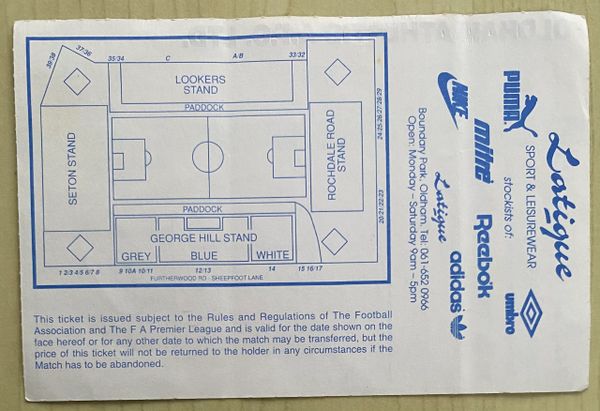 39/38
37/36
35/34
C
A/B
33/32
LOOKERS
STAND
PADDOCK
SETON STAND
ROCHDALE ROAD
STAND
24/25/26/27/28/29
20/21/22/23
PADDOCK
GEORGE HILL STAND
GREY
BLUE
WHITE
1 2/3 4/5 6/7 8
9 10A 10/11
12/13
14
15 16/17
FURTHERWOOD RD - SHEEPFOOT LANE
This ticket is issued subject to the Rules and Regulations of The Football
Association and The F A Premier League and is valid for the date shown on
the face hereof or for any other date to which the match may be transferred, but the
price of this ticket will not be returned to the holder in any circumstances if the
Match has to be abandoned.
Latique
SPORT & LEISUREWEAR
stockists of:
PUMA
umbro
mitre
Reebok
NIKE
Latique
adidas
Boundary Park, Oldham. Tel: 061-652 0966
Open: Monday - Saturday 9am - 5pm